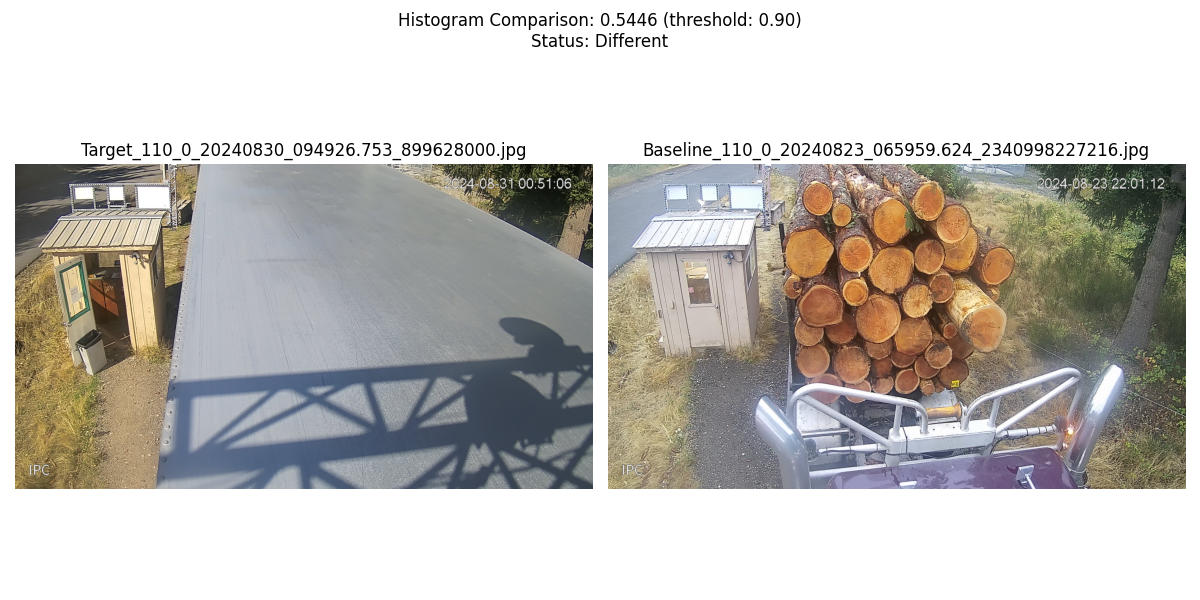 Histogram Comparison: 0.5446 (threshold: 0.90)
Status: Different
Target_110_0_20240830_094926.753_899628000.jpg
Baseline_110_0_20240823_065959.624_2340998227216.jpg
2024-08-31 00:51:06
2024-08-23 22:01:12
IPC
IPC